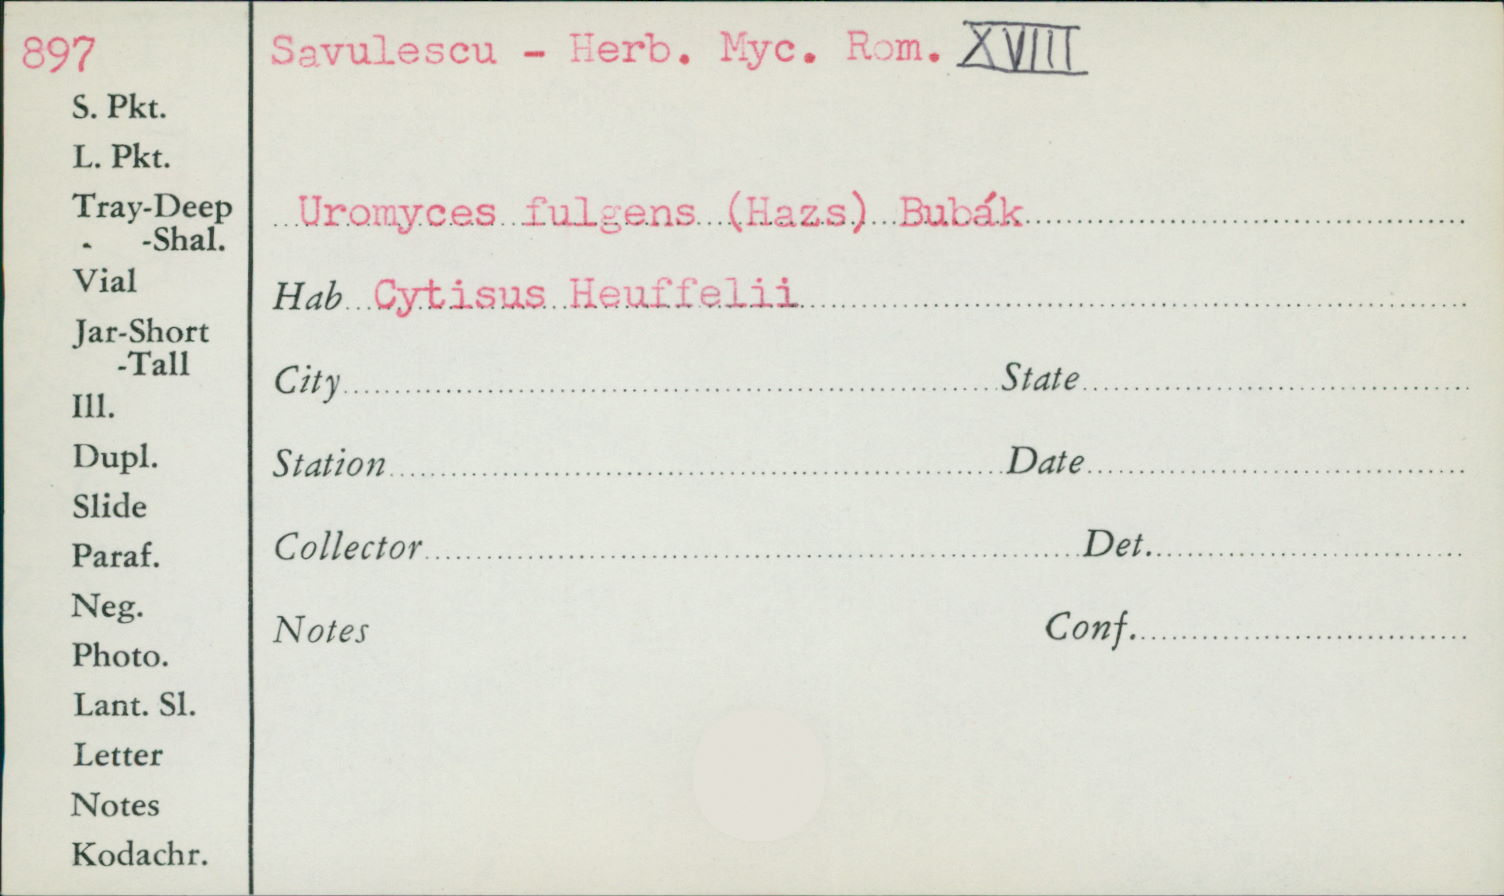 897
Savulescu - Herb. Myc. Rom. XVIII
S. Pkt.
L. Pkt.
Tray-Deep
-Shal.
Vial
Jar-Short
-Tall
Ill.
Dupl.
Slide
Paraf.
Neg.
Photo.
Lant. Sl.
Letter
Notes
Kodachr.
Uromyces fulgens (Hazs) Bubák
Hab Cytisus Heuffelii
City State
Station Date
Collector Det.
Notes Conf.